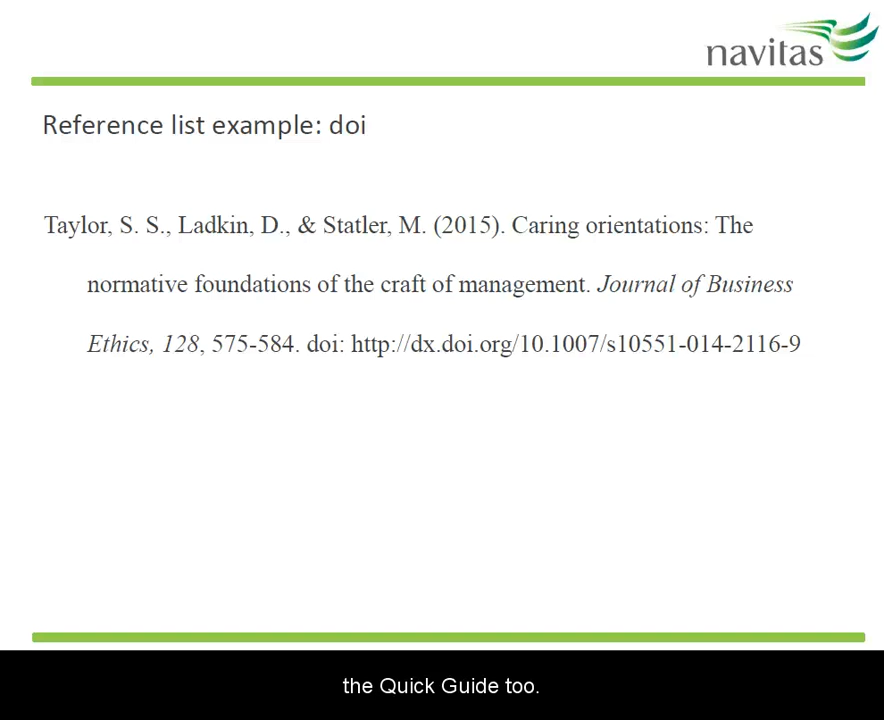 navitas
Reference list example: doi
Taylor, S. S., Ladkin, D., & Statler, M. (2015). Caring orientations: The
normative foundations of the craft of management. Journal of Business
Ethics, 128, 575-584. doi: http://dx.doi.org/10.1007/s10551-014-2116-9
the Quick Guide too.